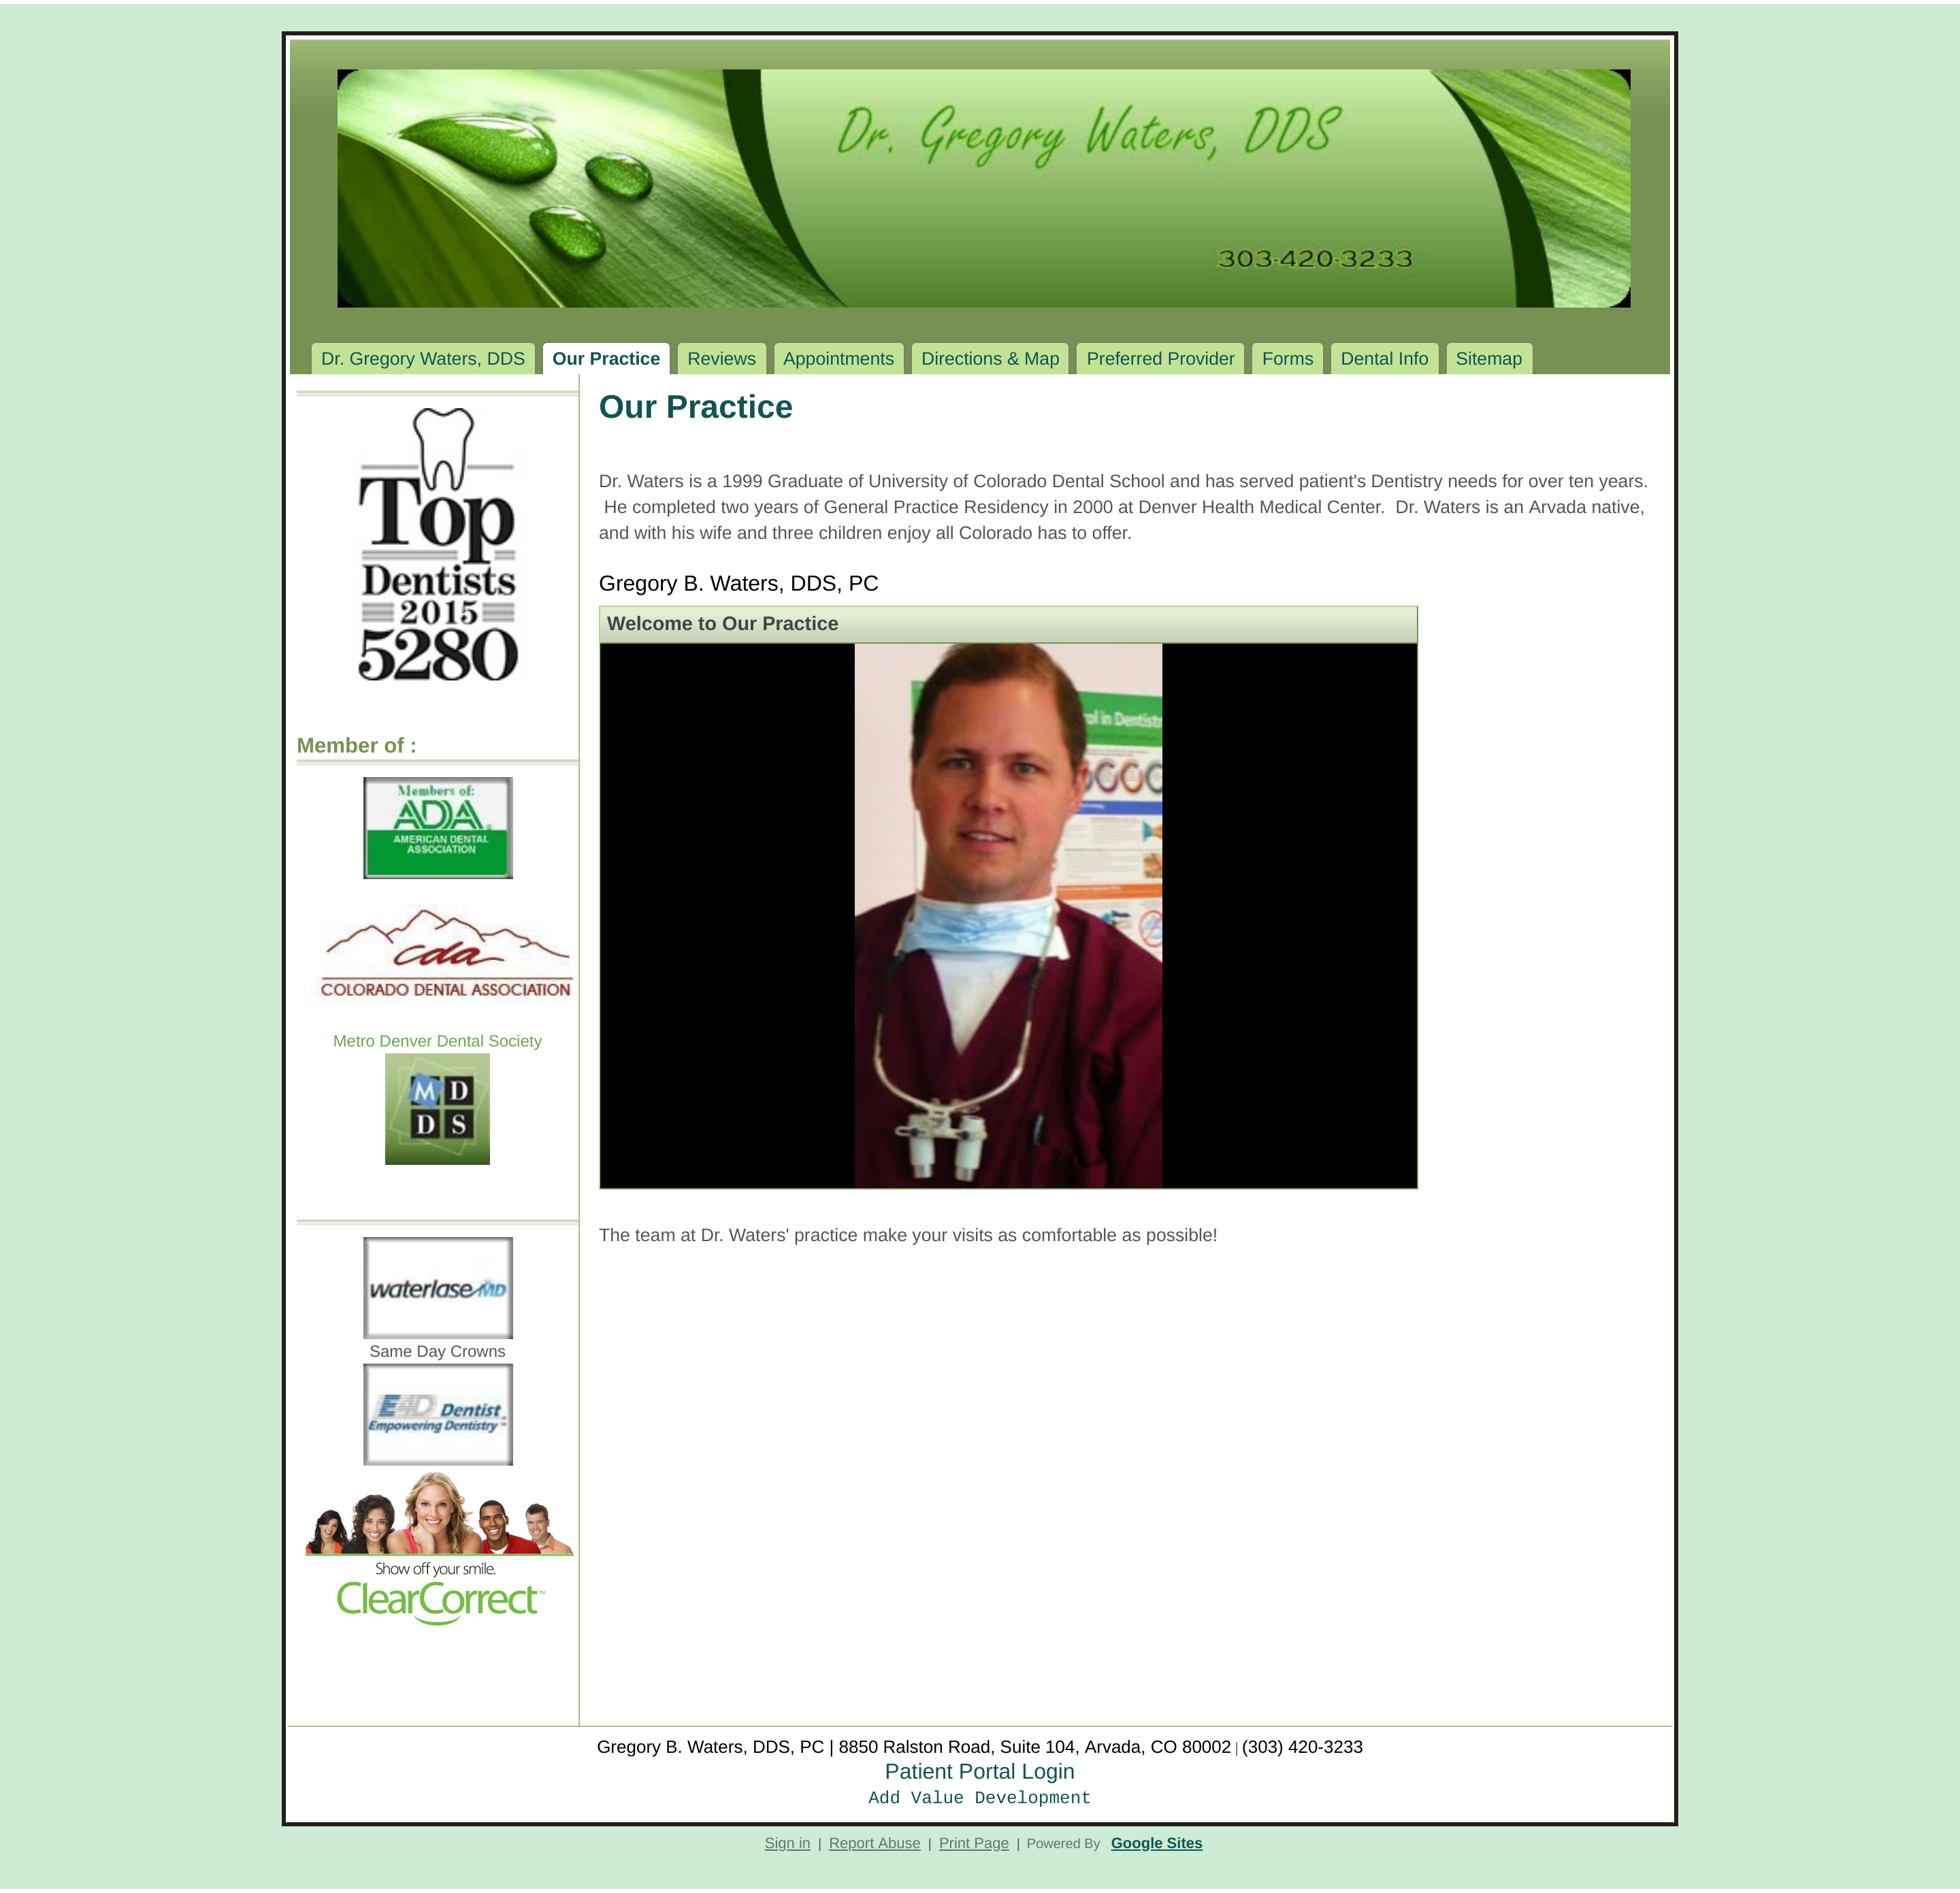 Dr. Gregory Waters, DDS
303-420-3233
Dr. Gregory Waters, DDS Our Practice Reviews Appointments Directions & Map Preferred Provider Forms Dental Info Sitemap
Top
Dentists
2015
5280
Member of :
Members of:
ADA
AMERICAN DENTAL
ASSOCIATION
cda
COLORADO DENTAL ASSOCIATION
Metro Denver Dental Society
M D
D S
waterlase MD
Same Day Crowns
E4D Dentist
Empowering Dentistry™
Show off your smile.
ClearCorrect™
Our Practice
Dr. Waters is a 1999 Graduate of University of Colorado Dental School and has served patient's Dentistry needs for over ten years.
He completed two years of General Practice Residency in 2000 at Denver Health Medical Center.  Dr. Waters is an Arvada native,
and with his wife and three children enjoy all Colorado has to offer.
Gregory B. Waters, DDS, PC
Welcome to Our Practice
in Dentist
The team at Dr. Waters' practice make your visits as comfortable as possible!
Gregory B. Waters, DDS, PC | 8850 Ralston Road, Suite 104, Arvada, CO 80002 | (303) 420-3233
Patient Portal Login
Add Value Development
Sign in | Report Abuse | Print Page | Powered By Google Sites